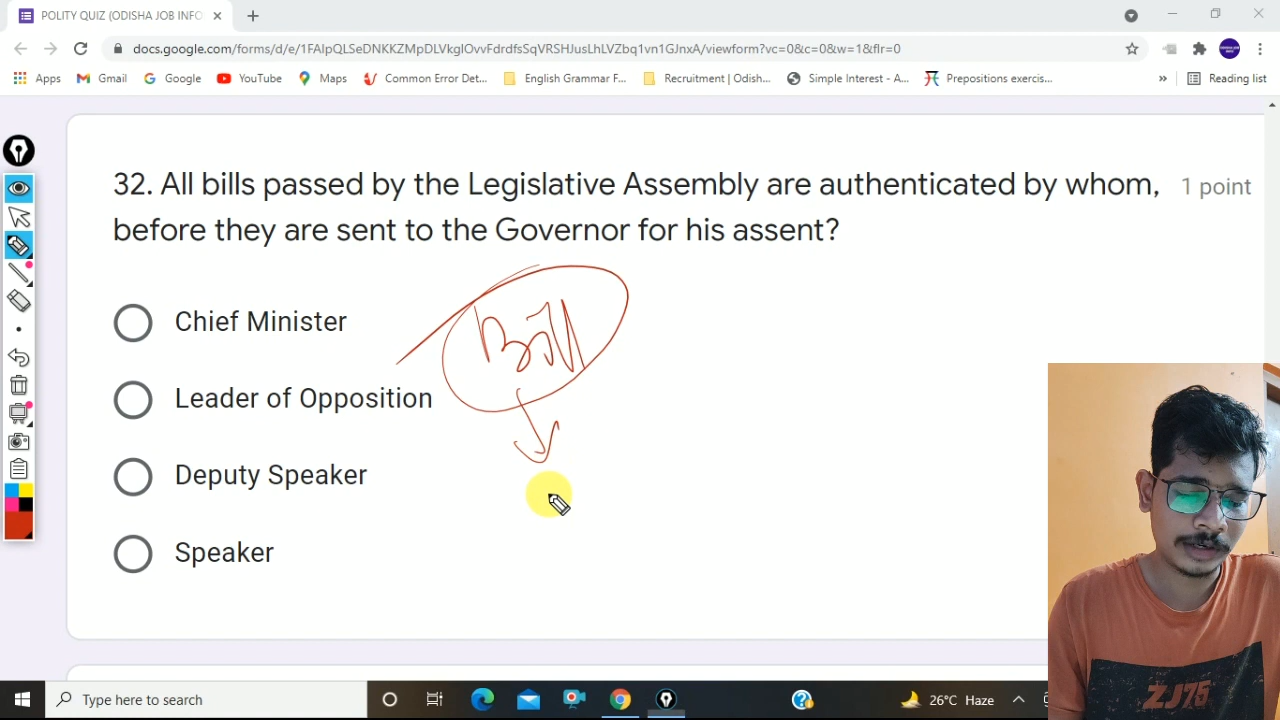 POLITY QUIZ (ODISHA JOB INFO
docs.google.com/forms/d/e/1FAIpQLSeDNKKZMpDLVkglOvvFdrdfsSqVRSHJusLhLVZbq1vn1GJnxA/viewform?vc=0&c=0&w=1&flr=0
Apps Gmail Google YouTube Maps Common Error Det... English Grammar F... Recruitment | Odish... Simple Interest - A... Prepositions exercis... » Reading list
32. All bills passed by the Legislative Assembly are authenticated by whom, 1 point
before they are sent to the Governor for his assent?
Chief Minister
Bill
Leader of Opposition
Deputy Speaker
Speaker
ZJ75
Type here to search
26°C Haze